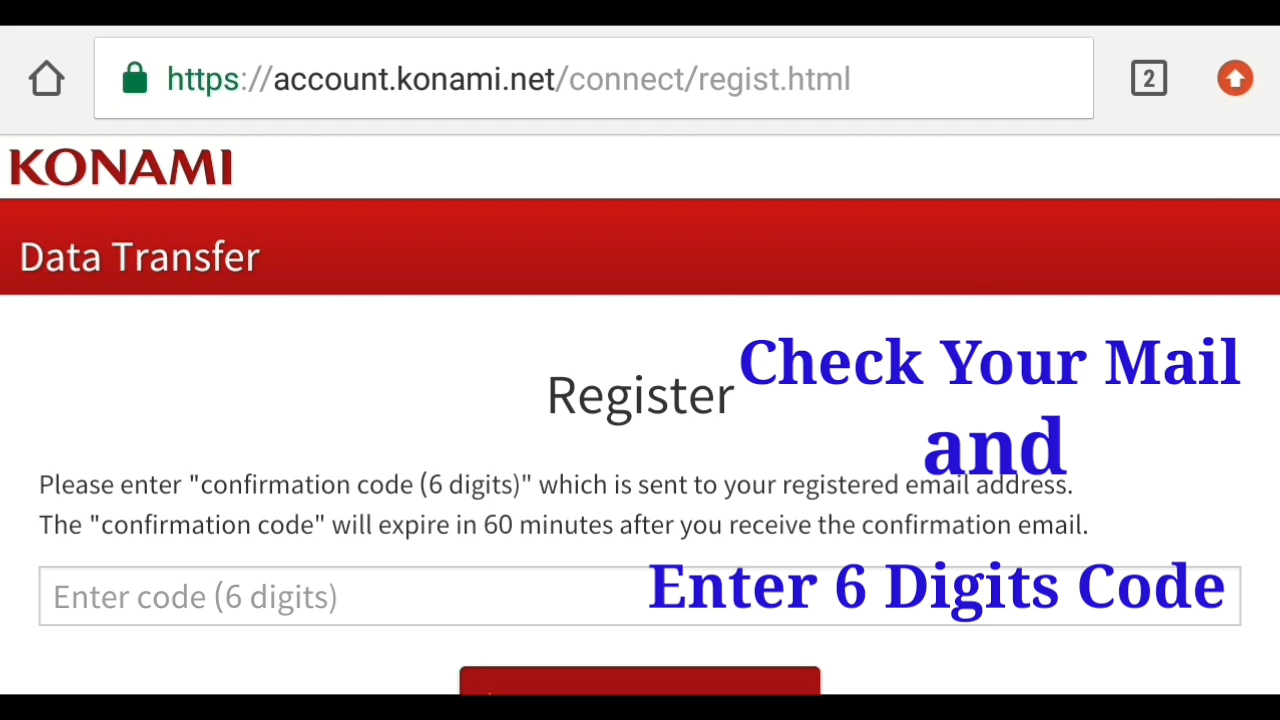 https://account.konami.net/connect/regist.html
2
KONAMI
Data Transfer
Check Your Mail
Register
and
Please enter "confirmation code (6 digits)" which is sent to your registered email address.
The "confirmation code" will expire in 60 minutes after you receive the confirmation email.
Enter code (6 digits)
Enter 6 Digits Code